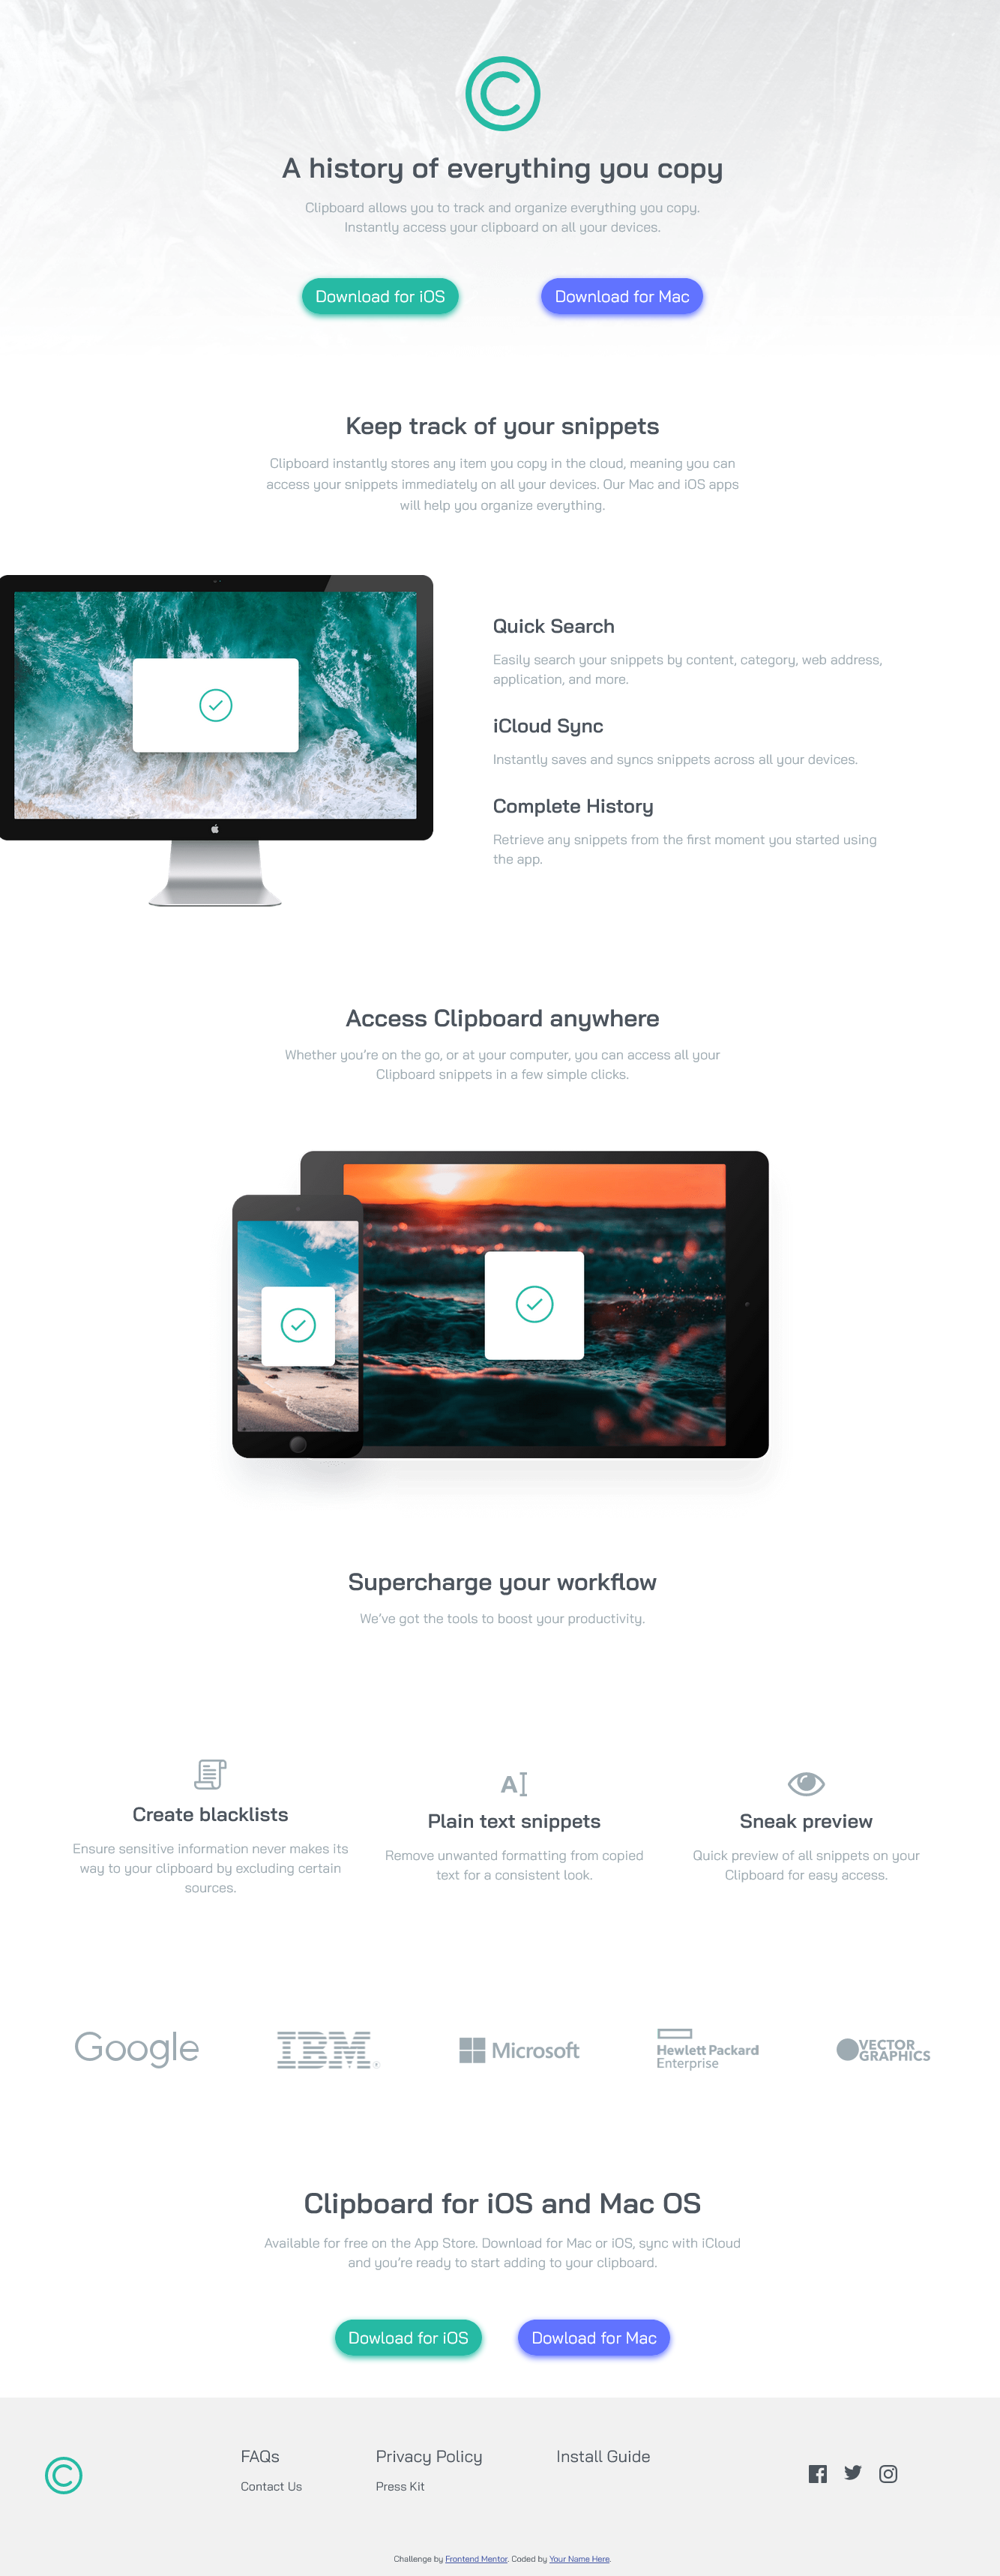 A history of everything you copy
Clipboard allows you to track and organize everything you copy.
Instantly access your clipboard on all your devices.
Download for iOS
Download for Mac
Keep track of your snippets
Clipboard instantly stores any item you copy in the cloud, meaning you can
access your snippets immediately on all your devices. Our Mac and iOS apps
will help you organize everything.
Quick Search
Easily search your snippets by content, category, web address,
application, and more.
iCloud Sync
Instantly saves and syncs snippets across all your devices.
Complete History
Retrieve any snippets from the first moment you started using
the app.
Access Clipboard anywhere
Whether you’re on the go, or at your computer, you can access all your
Clipboard snippets in a few simple clicks.
Supercharge your workflow
We’ve got the tools to boost your productivity.
Create blacklists
Ensure sensitive information never makes its
way to your clipboard by excluding certain
sources.
A
Plain text snippets
Remove unwanted formatting from copied
text for a consistent look.
Sneak preview
Quick preview of all snippets on your
Clipboard for easy access.
Google
IBM
Microsoft
Hewlett Packard
Enterprise
VECTOR
GRAPHICS
Clipboard for iOS and Mac OS
Available for free on the App Store. Download for Mac or iOS, sync with iCloud
and you’re ready to start adding to your clipboard.
Dowload for iOS
Dowload for Mac
FAQs
Contact Us
Privacy Policy
Press Kit
Install Guide
Challenge by Frontend Mentor. Coded by Your Name Here.